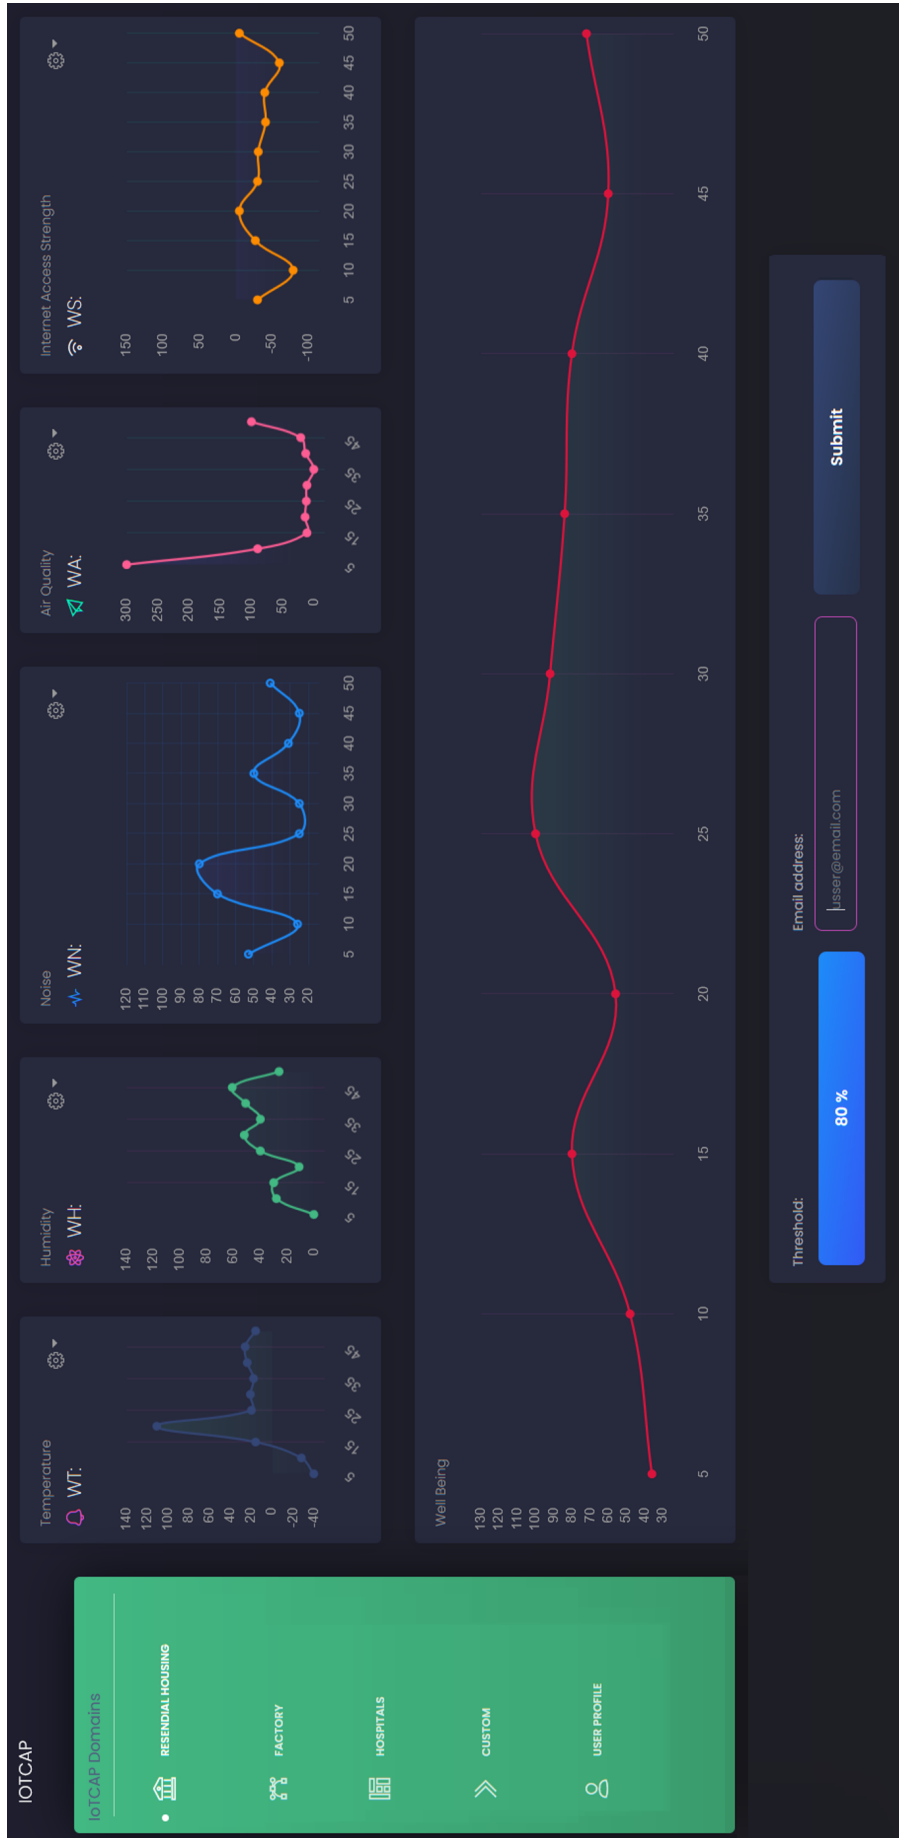 IOTCAP
IoTCAP Domains
RESENDIAL HOUSING
FACTORY
HOSPITALS
CUSTOM
USER PROFILE
Temperature
WT:
140
120
100
80
60
40
20
0
-20
-40
5 15 25 35 45
Humidity
WH:
140
120
100
80
60
40
20
0
5 15 25 35 45
Noise
WN:
120
110
100
90
80
70
60
50
40
30
20
5 10 15 20 25 30 35 40 45 50
Air Quality
WA:
300
250
200
150
100
50
0
5 15 25 35 45
Internet Access Strength
WS:
150
100
50
0
-50
-100
5 10 15 20 25 30 35 40 45 50
Well Being
130
120
110
100
90
80
70
60
50
40
30
5 10 15 20 25 30 35 40 45 50
Threshold:
80 %
Email address:
usser@email.com
Submit